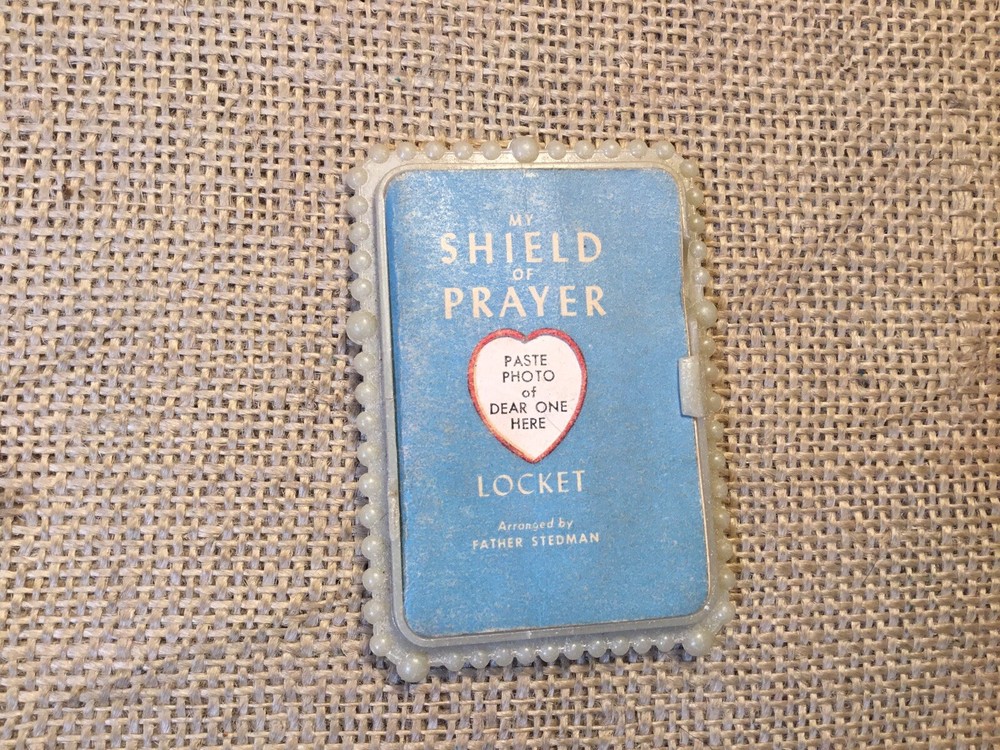 MY
SHIELD
OF
PRAYER
PASTE
PHOTO
of
DEAR ONE
HERE
LOCKET
Arranged by
FATHER STEDMAN